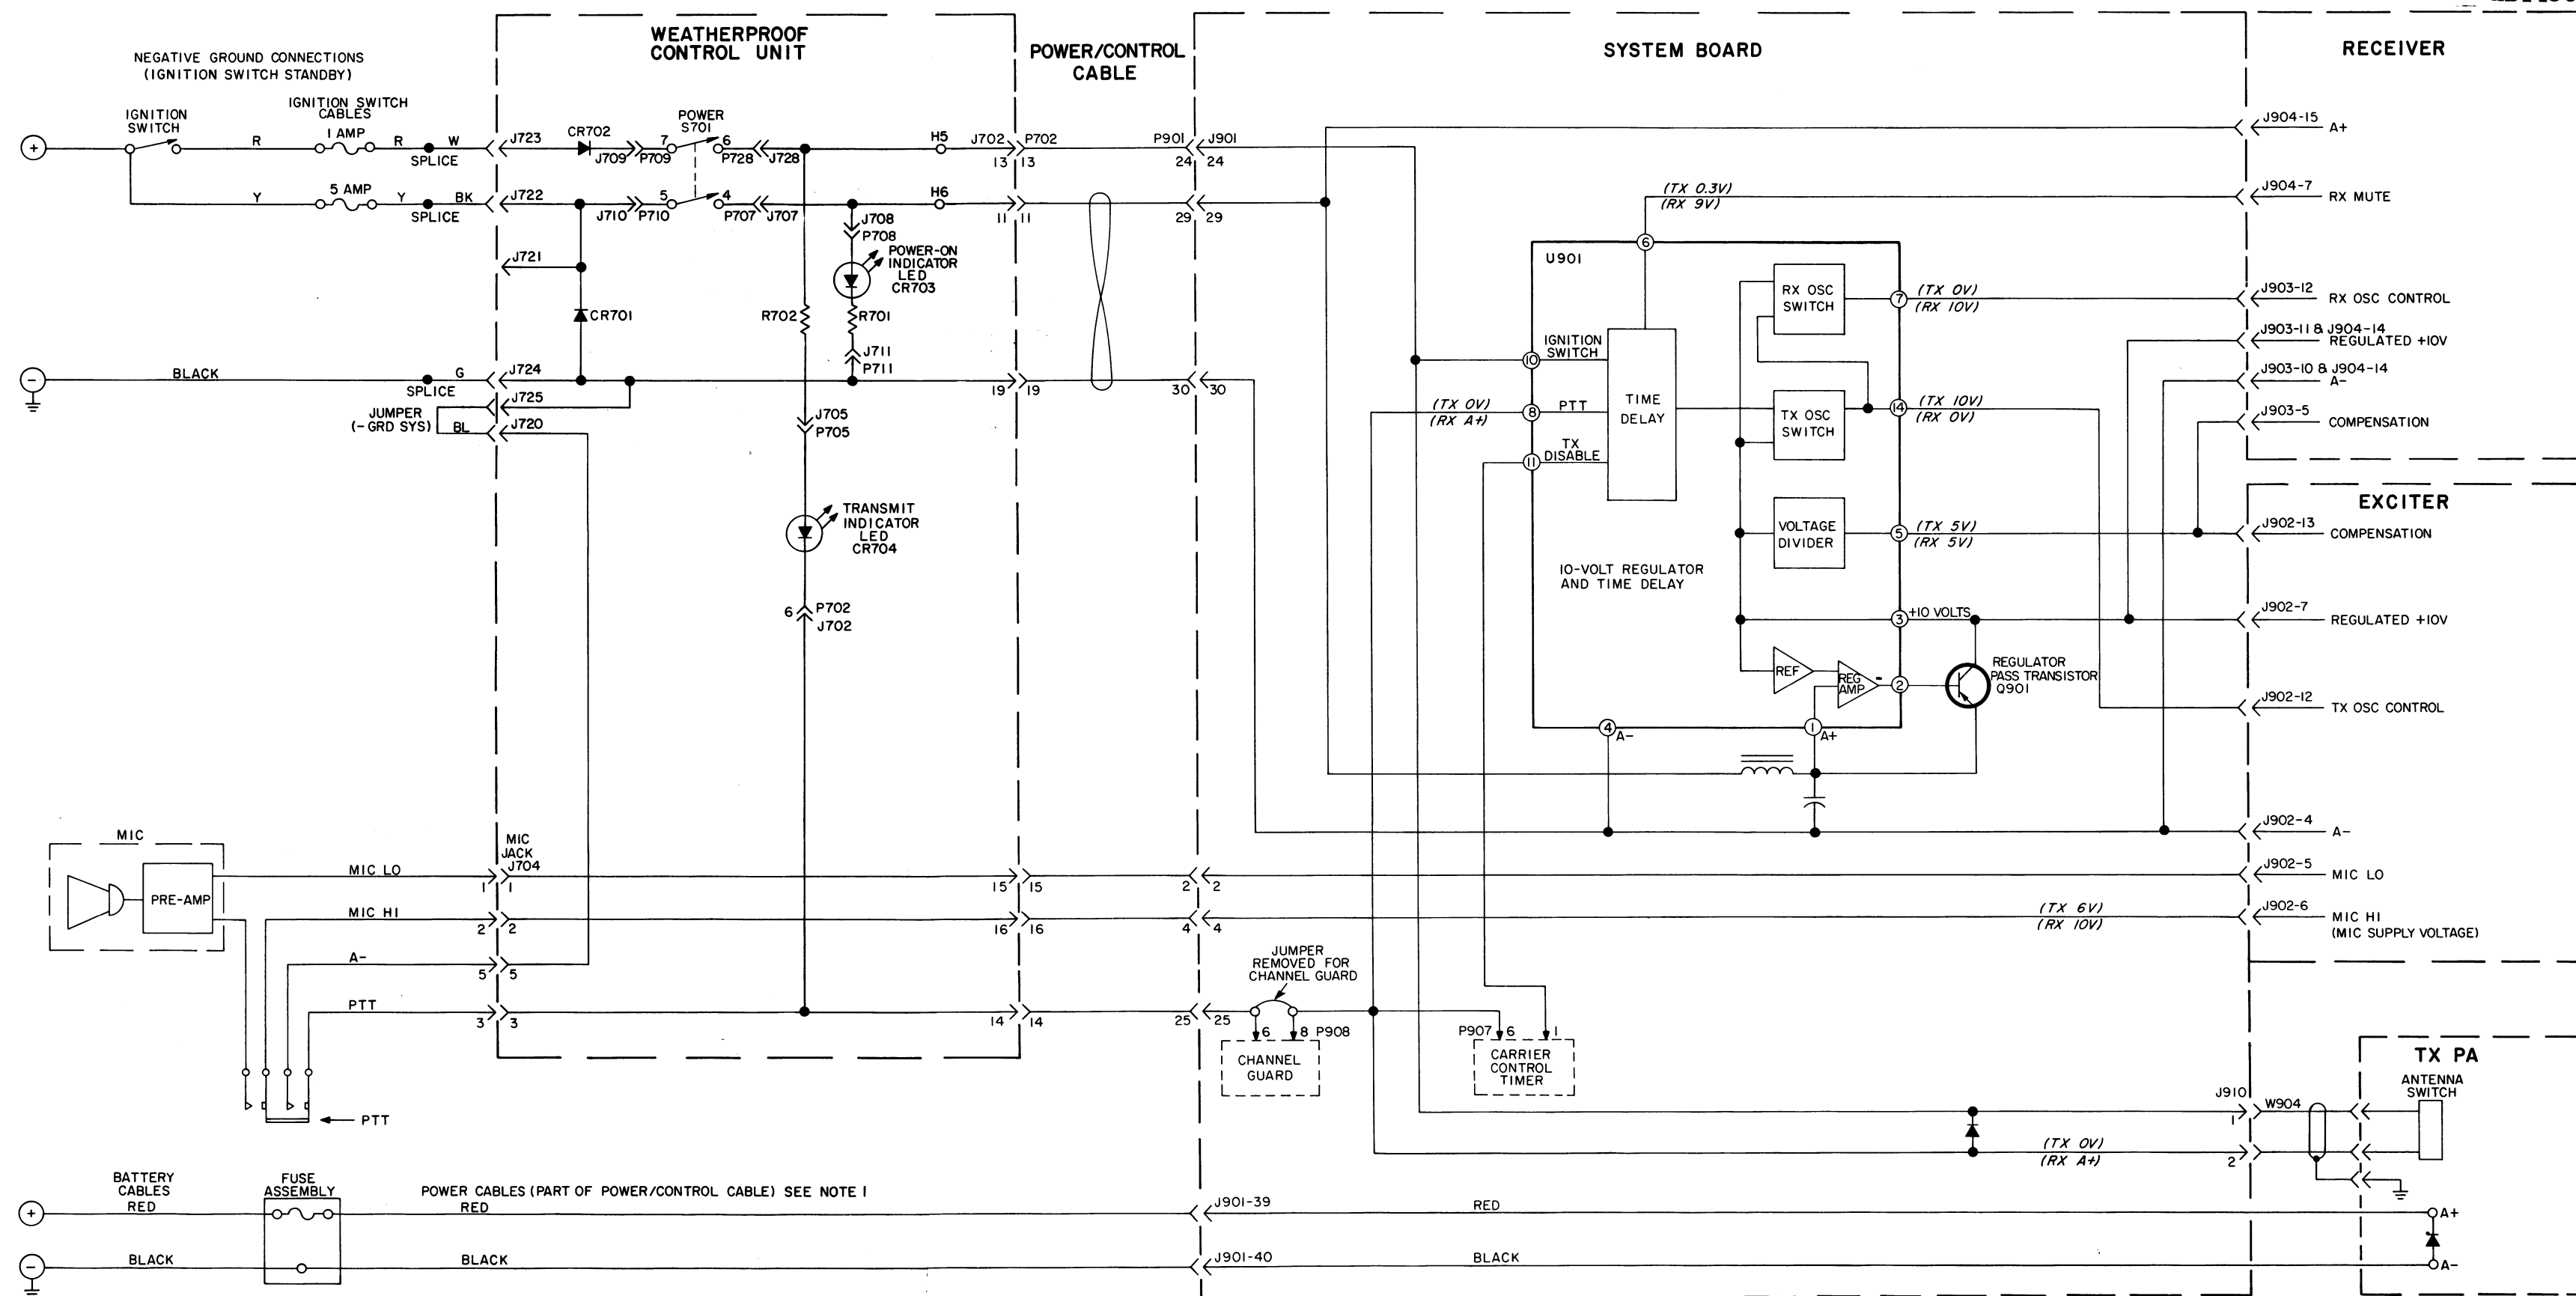 WEATHERPROOF
CONTROL UNIT
POWER/CONTROL
CABLE
SYSTEM BOARD
RECEIVER
NEGATIVE GROUND CONNECTIONS
(IGNITION SWITCH STANDBY)
IGNITION
SWITCH
IGNITION SWITCH
CABLES
1 AMP
R
R
SPLICE
W
J723
CR702
J709
P709
POWER
S701
7
6
P728
J728
H5
J702
P702
13
13
P901
J901
24
24
J904-15
A+
+
Y
5 AMP
Y
SPLICE
BK
J722
J710
P710
5
4
P707
J707
H6
11
11
29
29
(TX 0.3V)
(RX 9V)
J904-7
RX MUTE
J708
P708
POWER-ON
INDICATOR
LED
CR703
J721
CR701
R702
R701
J711
P711
6
U901
RX OSC
SWITCH
7
(TX 0V)
(RX 10V)
J903-12
RX OSC CONTROL
J903-11 & J904-14
REGULATED +10V
IGNITION
SWITCH
10
J903-10 & J904-14
A-
-
BLACK
SPLICE
G
J724
19
19
30
30
JUMPER
(-GRD SYS)
J725
BL
J720
J705
P705
(TX 0V)
(RX A+)
8
PTT
TIME
DELAY
TX
DISABLE
11
TX OSC
SWITCH
14
(TX 10V)
(RX 0V)
J903-5
COMPENSATION
EXCITER
TRANSMIT
INDICATOR
LED
CR704
VOLTAGE
DIVIDER
5
(TX 5V)
(RX 5V)
J902-13
COMPENSATION
10-VOLT REGULATOR
AND TIME DELAY
6
P702
J702
3
+10 VOLTS
J902-7
REGULATED +10V
REF
REG
AMP
-
2
REGULATOR
PASS TRANSISTOR
Q901
J902-12
TX OSC CONTROL
4
A-
1
A+
J902-4
A-
MIC
PRE-AMP
MIC
JACK
J704
MIC LO
1
1
15
15
2
2
J902-5
MIC LO
MIC HI
2
2
16
16
4
4
(TX 6V)
(RX 10V)
J902-6
MIC HI
(MIC SUPPLY VOLTAGE)
A-
5
5
JUMPER
REMOVED FOR
CHANNEL GUARD
PTT
3
3
14
14
25
25
6
8
P908
CHANNEL
GUARD
P907
6
1
CARRIER
CONTROL
TIMER
TX PA
ANTENNA
SWITCH
J910
1
W904
PTT
(TX 0V)
(RX A+)
2
BATTERY
CABLES
RED
FUSE
ASSEMBLY
POWER CABLES (PART OF POWER/CONTROL CABLE) SEE NOTE 1
RED
J901-39
RED
A+
+
BLACK
BLACK
J901-40
BLACK
A-
-